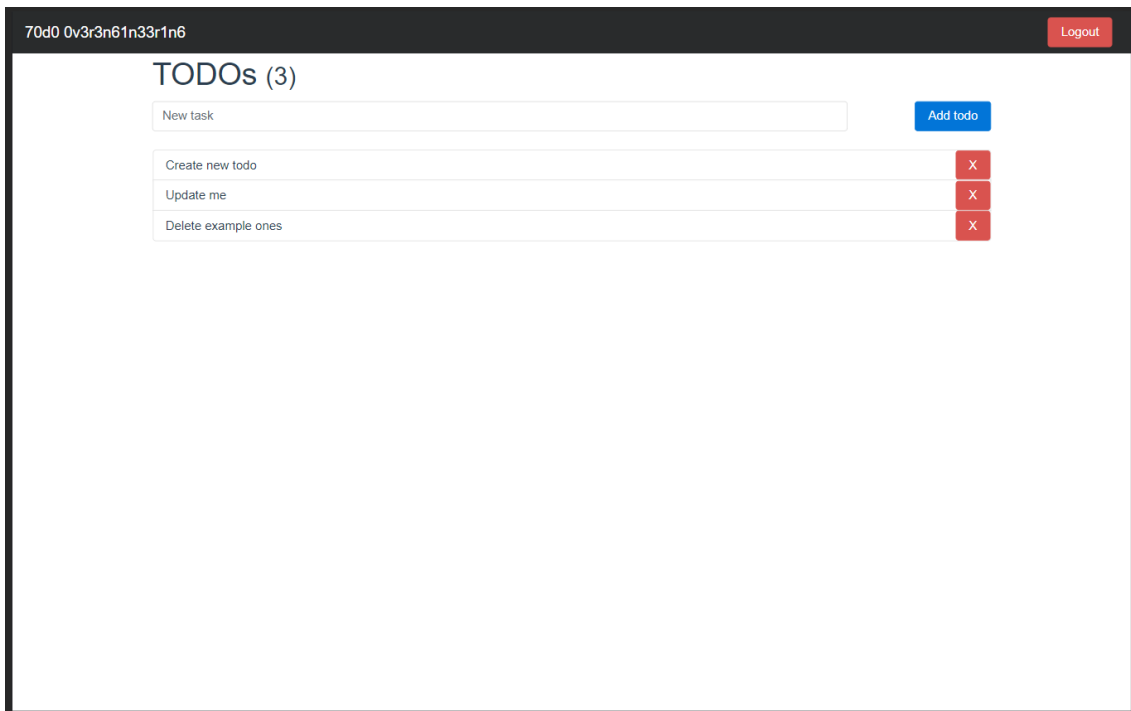 70d0 0v3r3n61n33r1n6 Logout
TODOs (3)
New task Add todo
Create new todo X
Update me X
Delete example ones X